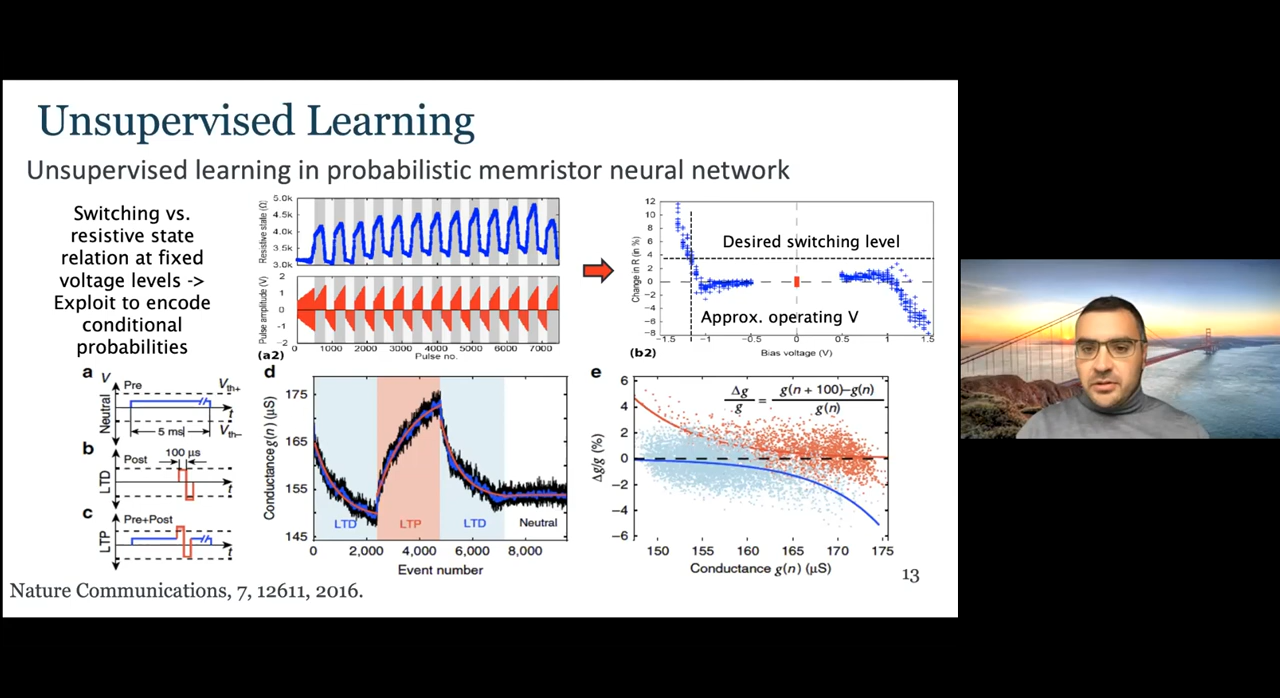 Unsupervised Learning
Unsupervised learning in probabilistic memristor neural network
Switching vs.
resistive state
relation at fixed
voltage levels ->
Exploit to encode
conditional
probabilities
Resistive state (Ω)
5.0k
4.5k
3.5k
3.0k
Pulse amplitude (V)
2
1
0
-1
-2
0
1000
2000
3000
4000
5000
6000
7000
Pulse no.
(a2)
Change in R (in %)
12
10
8
6
4
2
0
-2
-4
-6
-8
Desired switching level
Approx. operating V
-1.5
-1
-0.5
0
0.5
1
1.5
Bias voltage (V)
(b2)
a
V
Pre
Vth+
Neutral
t
5 ms
Vth−
b
Post
100 µs
LTD
t
c
Pre+Post
LTP
t
d
Conductance g(n) (µS)
175
165
155
145
LTD
LTP
LTD
Neutral
0
2,000
4,000
6,000
8,000
Event number
e
Δg/g (%)
6
4
2
0
−2
−4
−6
Δg/g = g(n + 100)−g(n)/g(n)
150
155
160
165
170
175
Conductance g(n) (µS)
13
Nature Communications, 7, 12611, 2016.